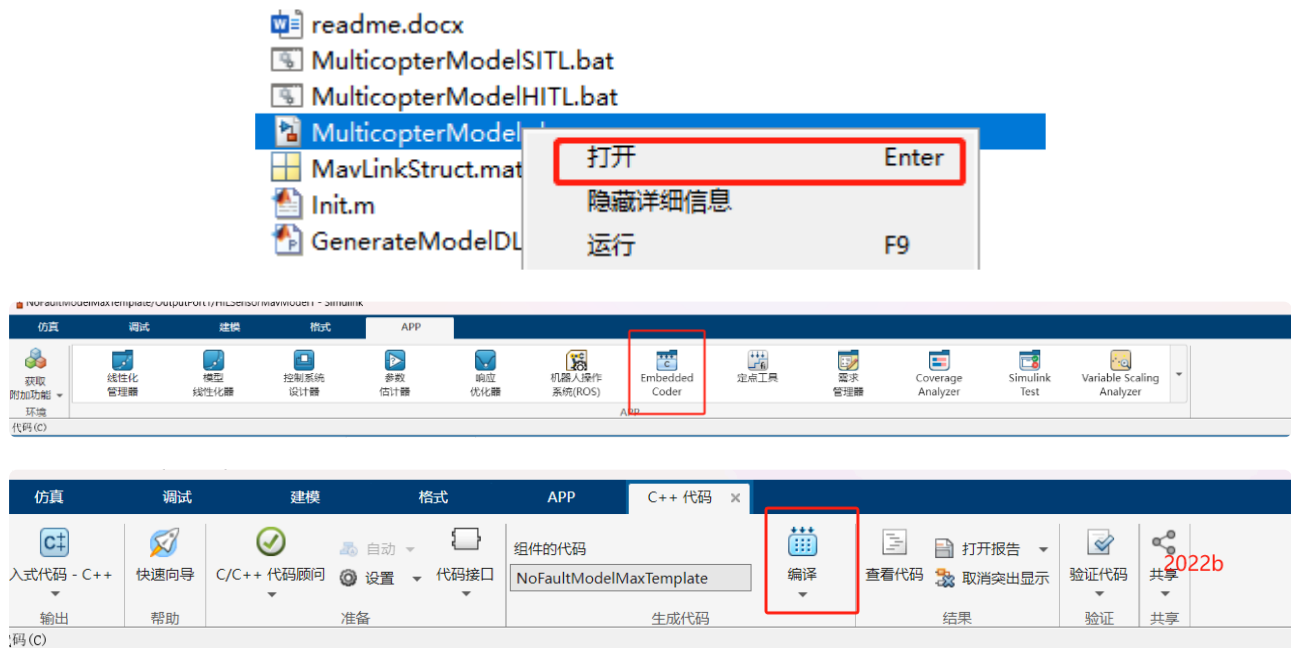 readme.docx
MulticopterModelSITL.bat
MulticopterModelHITL.bat
MulticopterModel
打开 Enter
MavLinkStruct.mat
隐藏详细信息
Init.m
运行 F9
GenerateModelDL
NoFaultModelMaxTemplate/OutputPort1/HILSensorMavModel1 - Simulink
仿真 调试 建模 格式 APP
获取 附加功能
线性化 管理器
模型 线性化器
控制系统 设计器
参数 估计器
响应 优化器
机器人操作 系统(ROS)
Embedded Coder
定点工具
需求 管理器
Coverage Analyzer
Simulink Test
Variable Scaling Analyzer
环境 APP
代码(C)
仿真 调试 建模 格式 APP C++ 代码 ×
入式代码 - C++
快速向导
C/C++ 代码顾问
自动
设置
代码接口
组件的代码
NoFaultModelMaxTemplate
编译
查看代码
打开报告
取消突出显示
验证代码
共享
2022b
输出 帮助 准备 生成代码 结果 验证 共享
码(C)